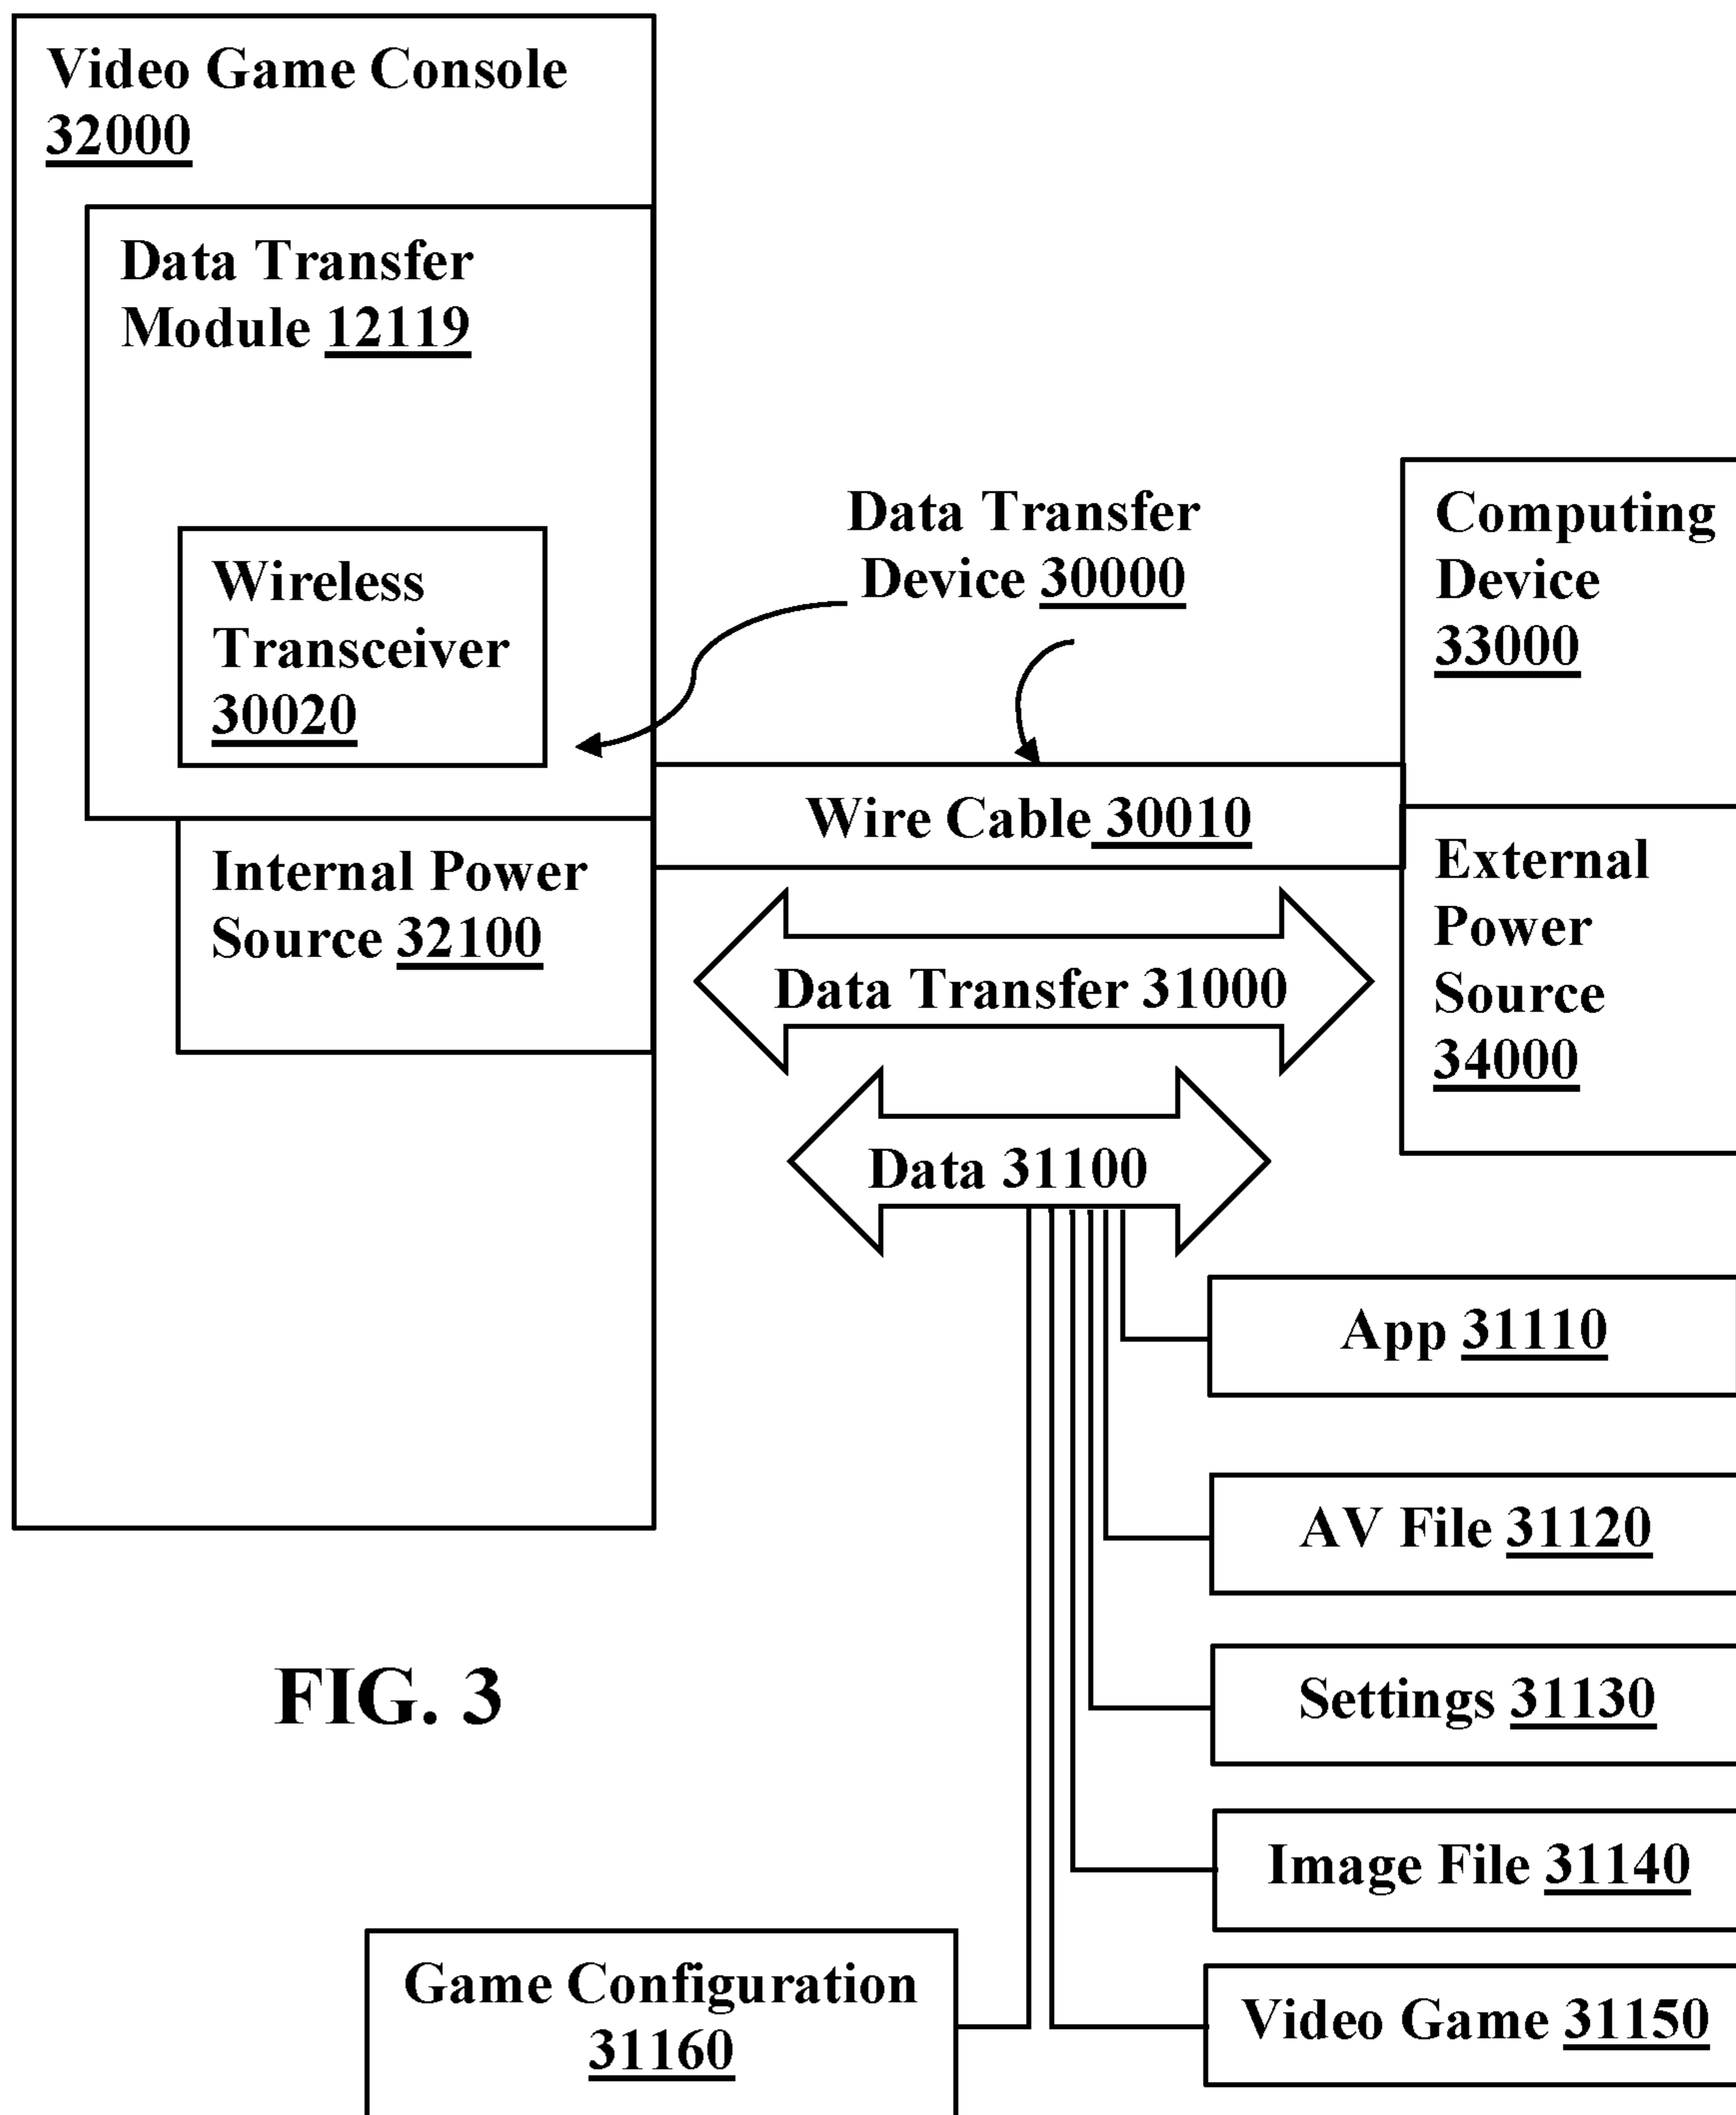 Video Game Console
32000
Data Transfer
Module 12119
Wireless
Transceiver
30020
Data Transfer
Device 30000
Computing
Device
33000
Wire Cable 30010
Internal Power
Source 32100
External
Power
Source
34000
Data Transfer 31000
Data 31100
App 31110
AV File 31120
Settings 31130
Image File 31140
Video Game 31150
Game Configuration
31160
FIG. 3